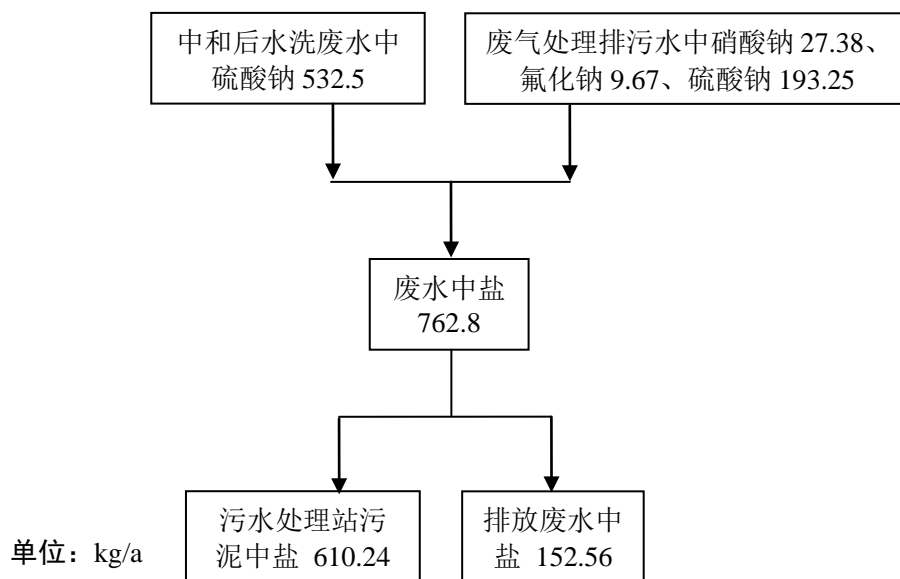 中和后水洗废水中
硫酸钠 532.5
废气处理排污水中硝酸钠 27.38、
氟化钠 9.67、硫酸钠 193.25
废水中盐
762.8
污水处理站污
泥中盐 610.24
排放废水中
盐 152.56
单位：kg/a